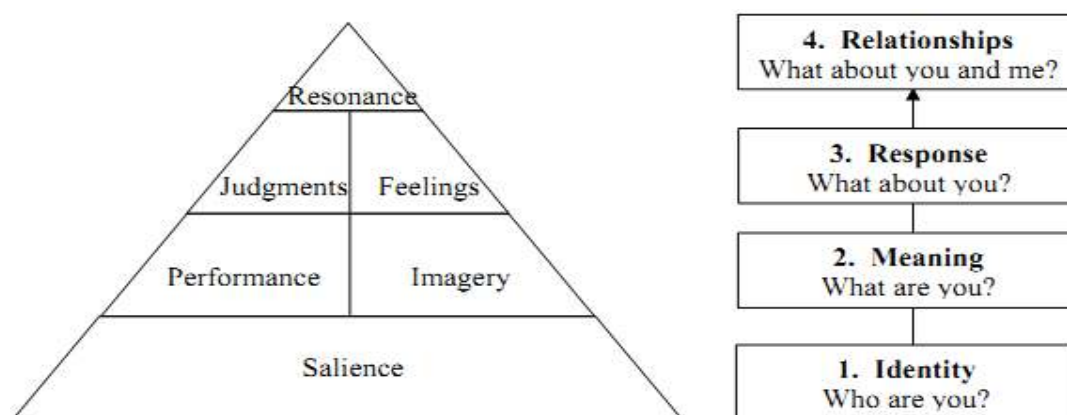 Resonance
Judgments
Feelings
Performance
Imagery
Salience
4. Relationships
What about you and me?
3. Response
What about you?
2. Meaning
What are you?
1. Identity
Who are you?